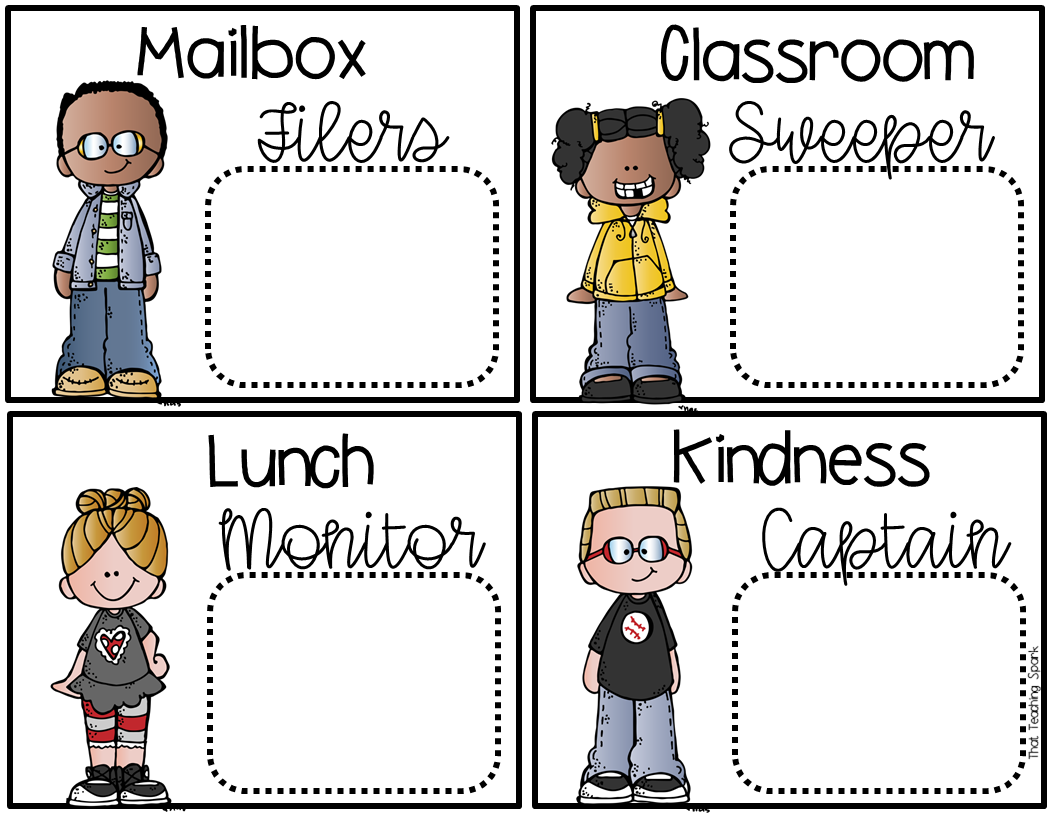 Mailbox
Filers
Classroom
Sweeper
Lunch
Monitor
Kindness
Captain
That Teaching Spark